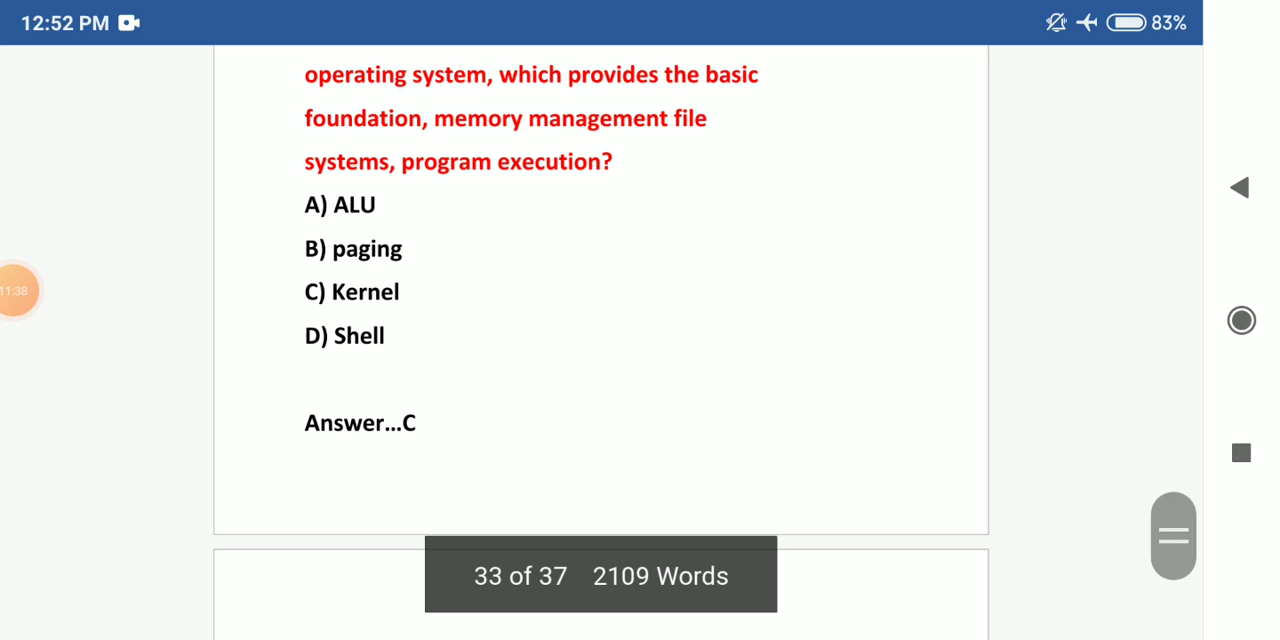 12:52 PM
83%
operating system, which provides the basic
foundation, memory management file
systems, program execution?
A) ALU
B) paging
C) Kernel
D) Shell
11:38
Answer...C
33 of 37 2109 Words